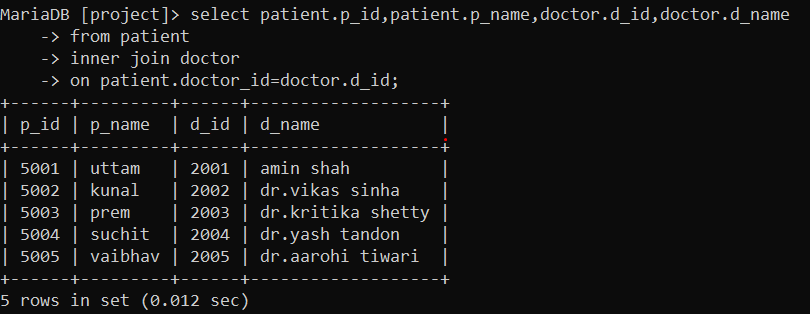 MariaDB [project]> select patient.p_id,patient.p_name,doctor.d_id,doctor.d_name
    -> from patient
    -> inner join doctor
    -> on patient.doctor_id=doctor.d_id;
+------+---------+------+-------------------+
| p_id | p_name  | d_id | d_name            |
+------+---------+------+-------------------+
| 5001 | uttam   | 2001 | amin shah         |
| 5002 | kunal   | 2002 | dr.vikas sinha    |
| 5003 | prem    | 2003 | dr.kritika shetty |
| 5004 | suchit  | 2004 | dr.yash tandon    |
| 5005 | vaibhav | 2005 | dr.aarohi tiwari  |
+------+---------+------+-------------------+
5 rows in set (0.012 sec)